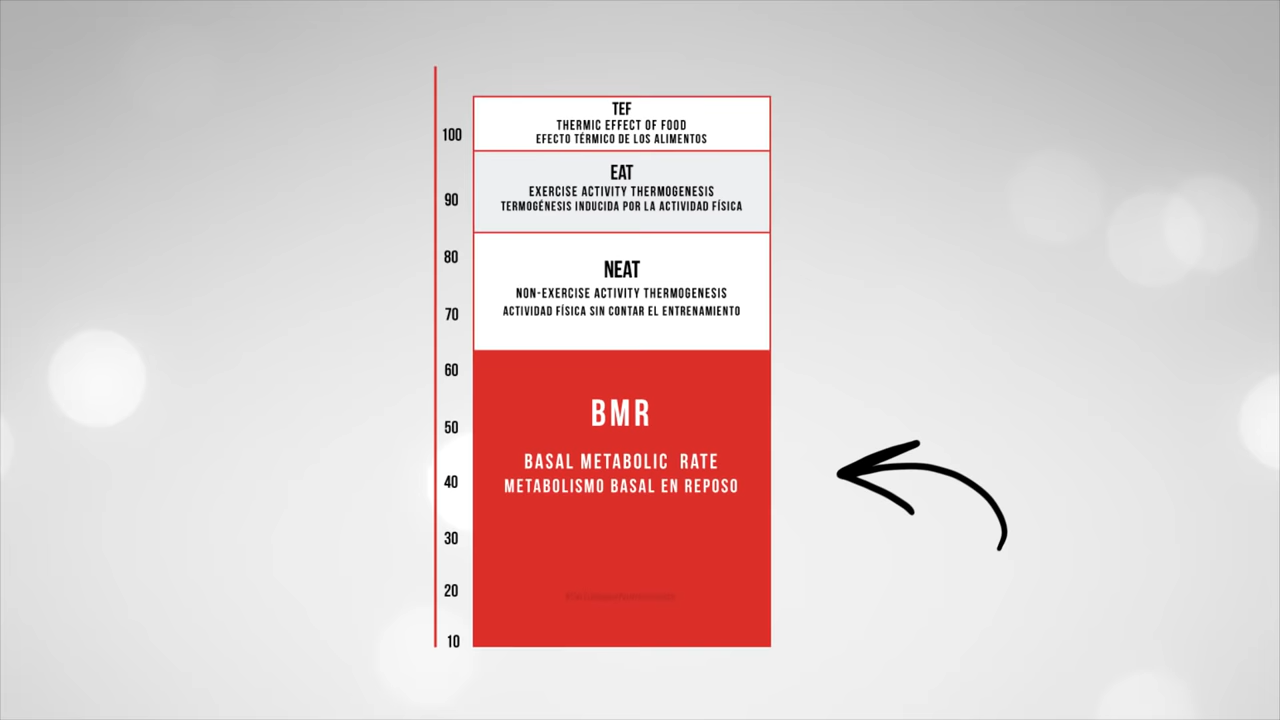 TEF
THERMIC EFFECT OF FOOD
EFECTO TÉRMICO DE LOS ALIMENTOS
100
EAT
EXERCISE ACTIVITY THERMOGENESIS
TERMOGÉNESIS INDUCIDA POR LA ACTIVIDAD FÍSICA
90
80
NEAT
NON-EXERCISE ACTIVITY THERMOGENESIS
ACTIVIDAD FÍSICA SIN CONTAR EL ENTRENAMIENTO
70
60
BMR
50
BASAL METABOLIC RATE
METABOLISMO BASAL EN REPOSO
40
30
20
10